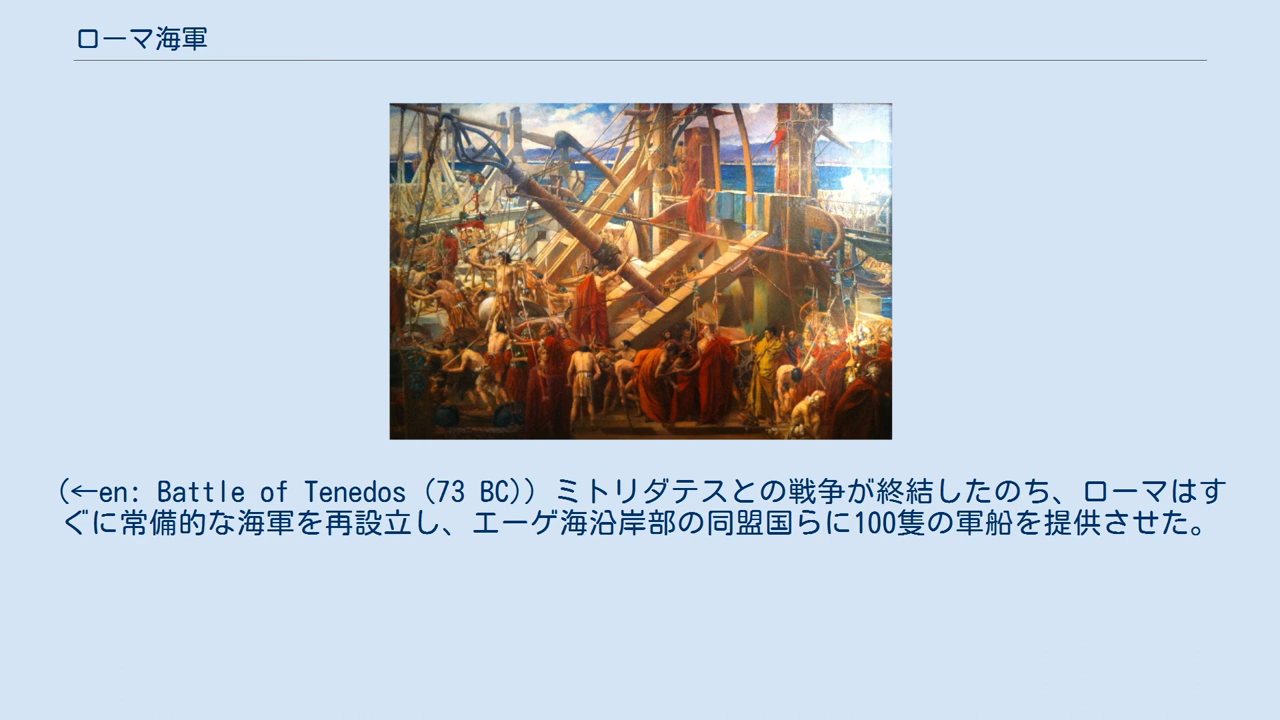 ローマ海軍
(←en: Battle of Tenedos (73 BC)) ミトリダテスとの戦争が終結したのち、ローマはす
ぐに常備的な海軍を再設立し、エーゲ海沿岸部の同盟国らに100隻の軍船を提供させた。